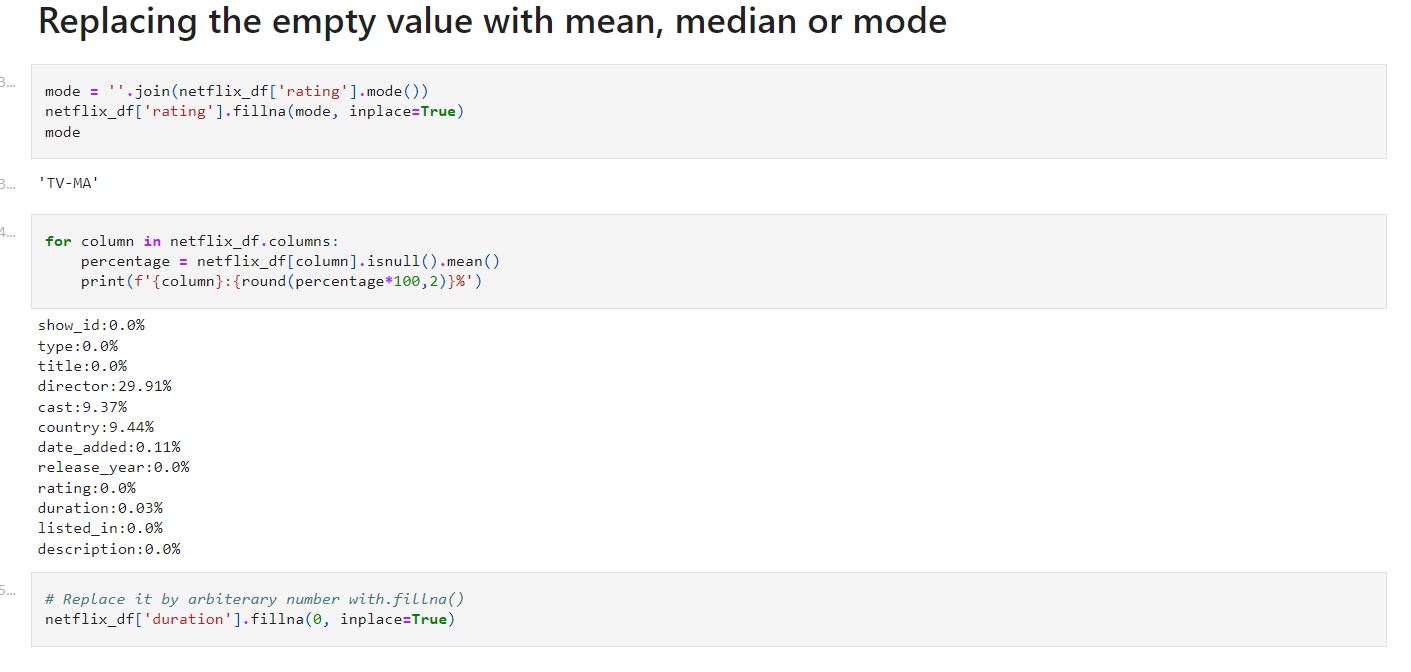 Replacing the empty value with mean, median or mode
3...
mode = ''.join(netflix_df['rating'].mode())
netflix_df['rating'].fillna(mode, inplace=True)
mode
3...
'TV-MA'
4...
for column in netflix_df.columns:
    percentage = netflix_df[column].isnull().mean()
    print(f'{column}:{round(percentage*100,2)}%')
show_id:0.0%
type:0.0%
title:0.0%
director:29.91%
cast:9.37%
country:9.44%
date_added:0.11%
release_year:0.0%
rating:0.0%
duration:0.03%
listed_in:0.0%
description:0.0%
5...
# Replace it by arbiterary number with.fillna()
netflix_df['duration'].fillna(0, inplace=True)